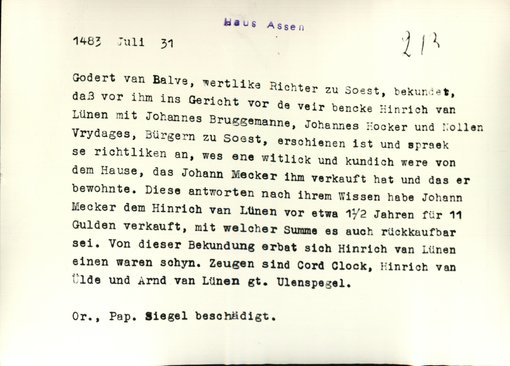 Haus Assen
1483 Juli 31
213
Godert van Balve, wertlike Richter zu Soest, bekundet,
daß vor ihm ins Gericht vor de veir bencke Hinrich van
Lünen mit Johannes Bruggemanne, Johannes Hocker und Nollen
Vrydages, Bürgern zu Soest, erschienen ist und spraek
se richtliken an, wes ene witlick und kundich were von
dem Hause, das Johann Mecker ihm verkauft hat und das er
bewohnte. Diese antworten nach ihrem Wissen habe Johann
Mecker dem Hinrich van Lünen vor etwa 1½ Jahren für 11
Gulden verkauft, mit welcher Summe es auch rückkaufbar
sei. Von dieser Bekundung erbat sich Hinrich van Lünen
einen waren schyn. Zeugen sind Cord Clock, Hinrich van
Ülde und Arnd van Lünen gt. Ulenspegel.
Or., Pap. Siegel beschädigt.